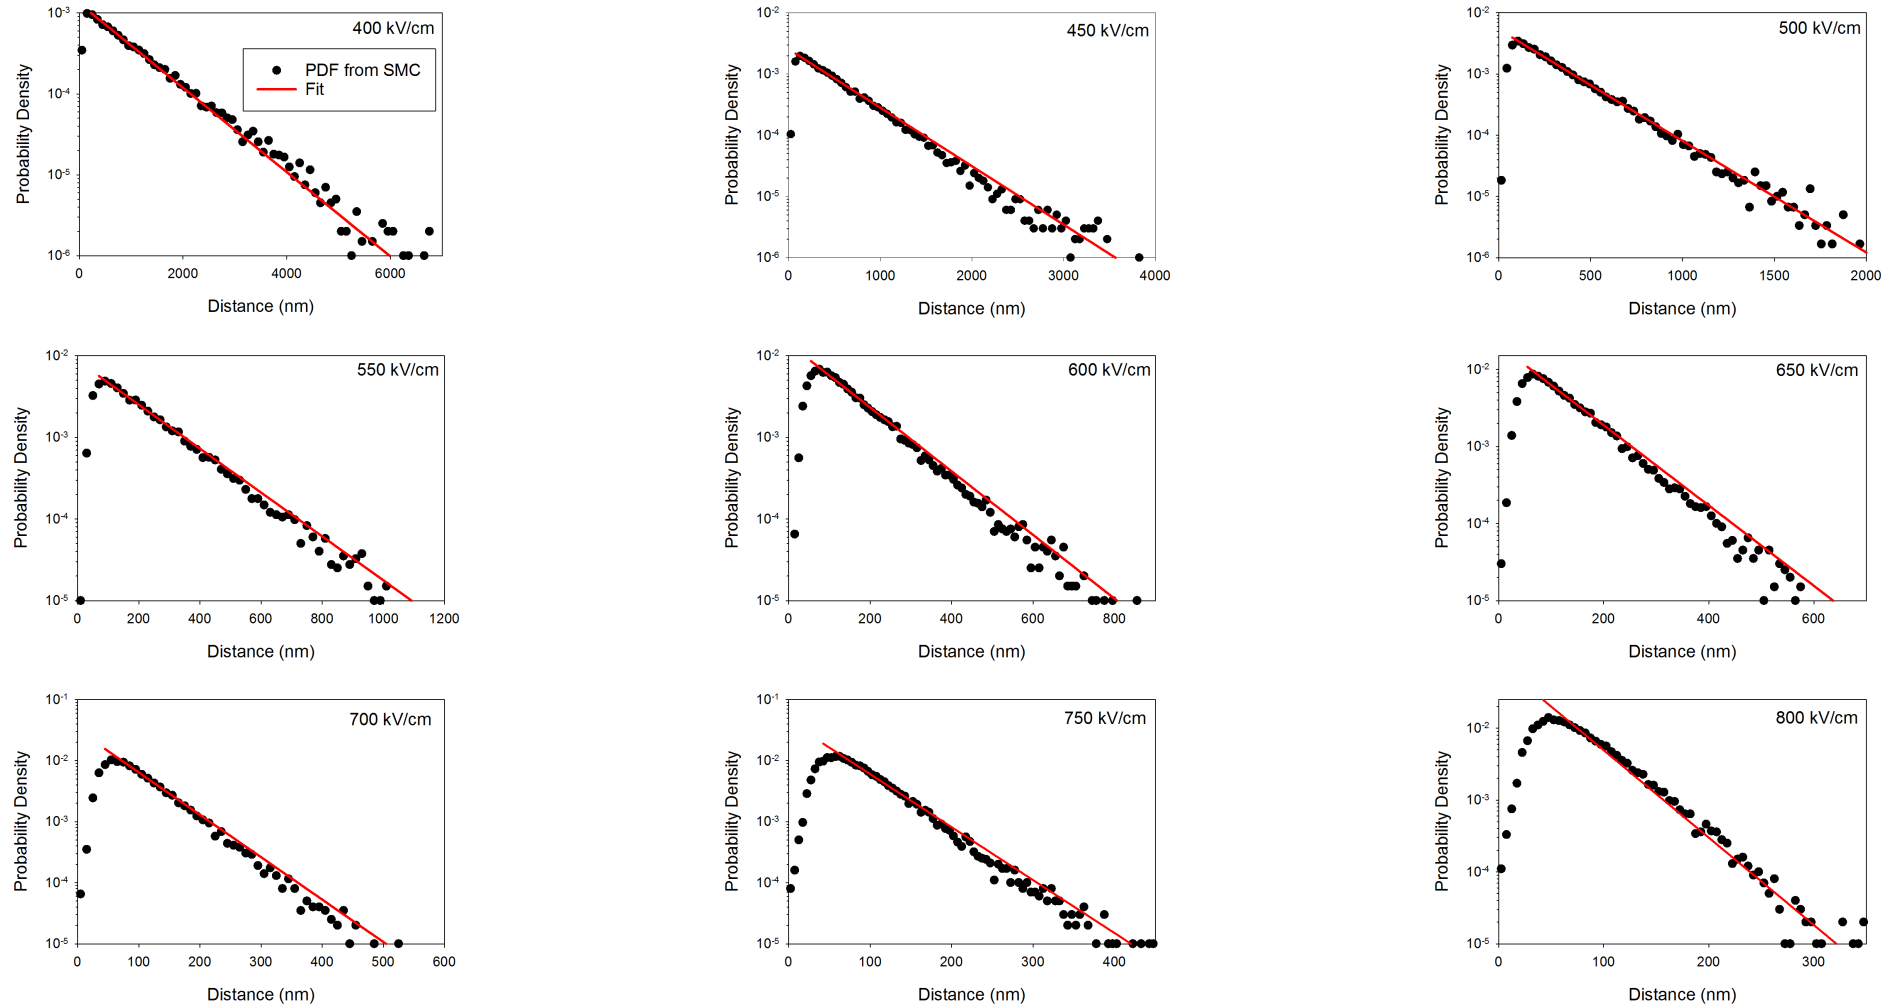 400 kV/cm
PDF from SMC
Fit
10⁻³
10⁻⁴
10⁻⁵
10⁻⁶
Probability Density
0 2000 4000 6000
Distance (nm)
450 kV/cm
10⁻²
10⁻³
10⁻⁴
10⁻⁵
10⁻⁶
Probability Density
0 1000 2000 3000 4000
Distance (nm)
500 kV/cm
10⁻²
10⁻³
10⁻⁴
10⁻⁵
10⁻⁶
Probability Density
0 500 1000 1500 2000
Distance (nm)
550 kV/cm
10⁻²
10⁻³
10⁻⁴
10⁻⁵
Probability Density
0 200 400 600 800 1000 1200
Distance (nm)
600 kV/cm
10⁻²
10⁻³
10⁻⁴
10⁻⁵
Probability Density
0 200 400 600 800
Distance (nm)
650 kV/cm
10⁻²
10⁻³
10⁻⁴
10⁻⁵
Probability Density
0 200 400 600
Distance (nm)
700 kV/cm
10⁻¹
10⁻²
10⁻³
10⁻⁴
10⁻⁵
Probability Density
0 100 200 300 400 500 600
Distance (nm)
750 kV/cm
10⁻¹
10⁻²
10⁻³
10⁻⁴
10⁻⁵
Probability Density
0 100 200 300 400
Distance (nm)
800 kV/cm
10⁻²
10⁻³
10⁻⁴
10⁻⁵
Probability Density
0 100 200 300
Distance (nm)